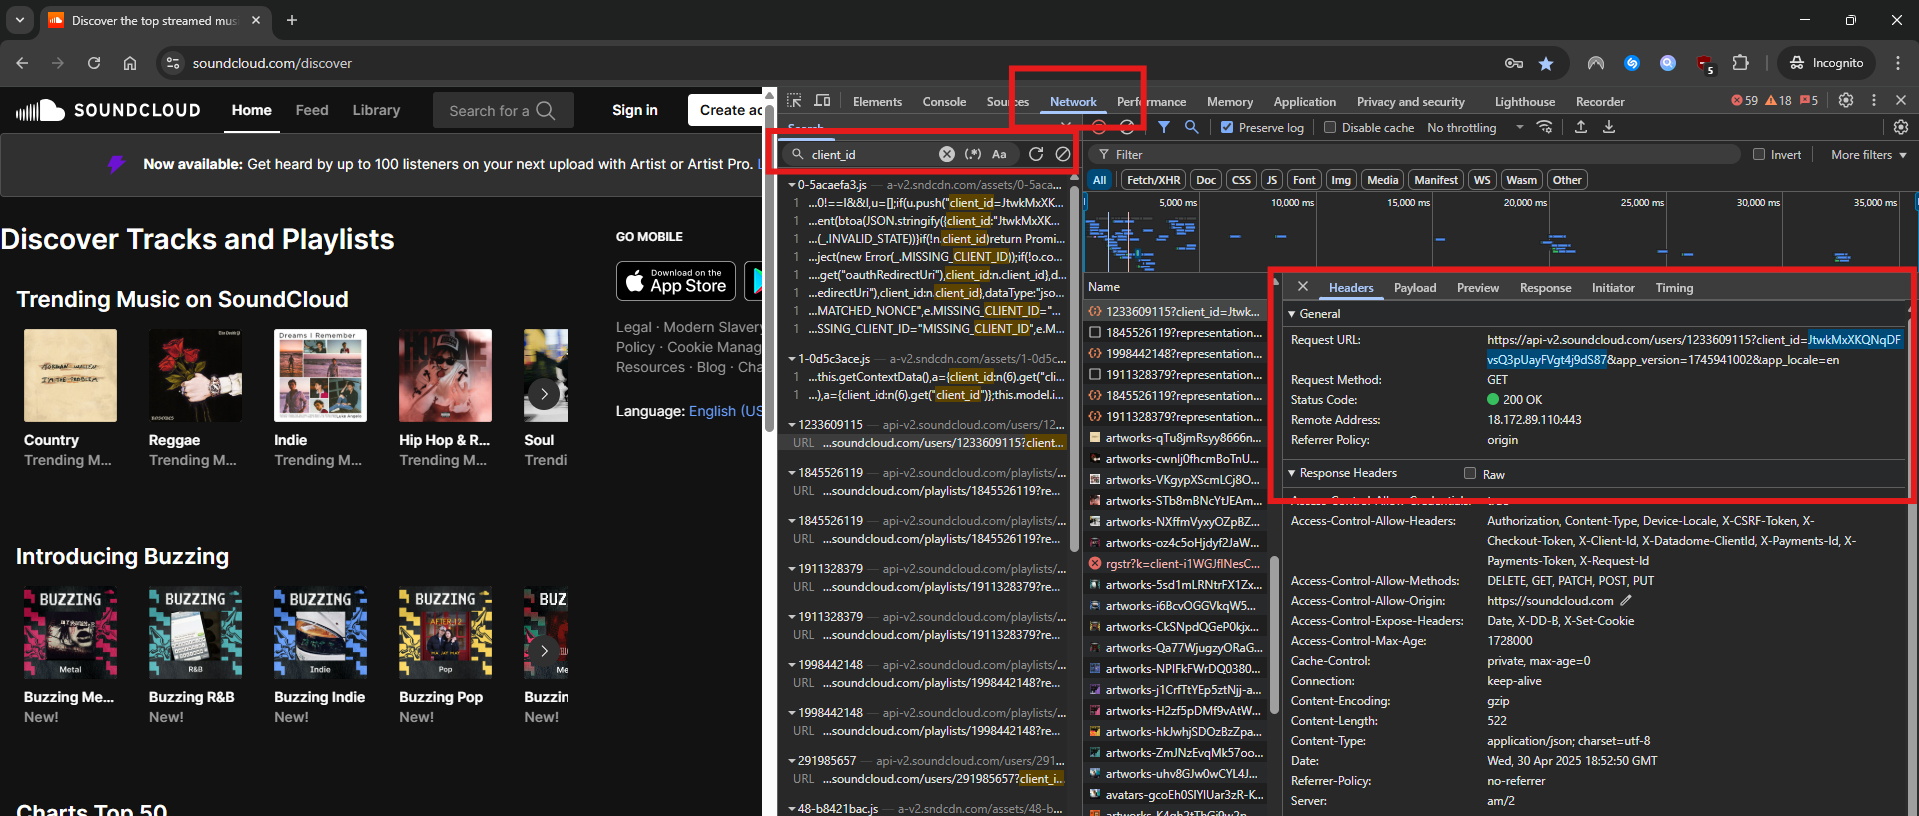 Discover the top streamed mus
soundcloud.com/discover
5
Incognito
SOUNDCLOUD
Home
Feed
Library
Search for a
Sign in
Create ac
Now available: Get heard by up to 100 listeners on your next upload with Artist or Artist Pro. L
Discover Tracks and Playlists
Trending Music on SoundCloud
Country
Trending M...
Reggae
Trending M...
Indie
Trending M...
Hip Hop & R...
Trending M...
Soul
Trendi
GO MOBILE
Download on the
App Store
Legal · Modern Slavery
Policy · Cookie Manag
Resources · Blog · Cha
Language: English (US
Introducing Buzzing
BUZZING
Metal
BUZZING
R&B
BUZZING
Indie
BUZZING
AFTER 12
Pop
BUZ
Me
Buzzing Me...
New!
Buzzing R&B
New!
Buzzing Indie
New!
Buzzing Pop
New!
Buzzin
New!
Charts Top 50
Elements
Console
Sources
Network
Performance
Memory
Application
Privacy and security
Lighthouse
Recorder
59
18
5
Search
client_id
(.*)
Aa
Preserve log
Disable cache
No throttling
Filter
Invert
More filters
All
Fetch/XHR
Doc
CSS
JS
Font
Img
Media
Manifest
WS
Wasm
Other
5,000 ms
10,000 ms
15,000 ms
20,000 ms
25,000 ms
30,000 ms
35,000 ms
0-5acaefa3.js — a-v2.sndcdn.com/assets/0-5aca...
1 ...0!==l&&l,u=[];if(u.push("client_id=JtwkMxXK...
1 ...ent(btoa(JSON.stringify({client_id:"JtwkMxXK...
1 ...(_.INVALID_STATE))}if(!n.client_id)return Promi...
1 ...ject(new Error(_.MISSING_CLIENT_ID));if(!o.co...
1 ....get("oauthRedirectUri"),client_id:n.client_id},d...
1 ...edirectUri"),client_id:n.client_id},dataType:"jso...
1 ...MATCHED_NONCE",e.MISSING_CLIENT_ID="...
1 ...SSING_CLIENT_ID="MISSING_CLIENT_ID",e.M...
1-0d5c3ace.js — a-v2.sndcdn.com/assets/1-0d5c...
1 ...this.getContextData(),a={client_id:n(6).get("cli...
1 ...),a={client_id:n(6).get("client_id")};this.model.i...
1233609115 — api-v2.soundcloud.com/users/12...
URL ...soundcloud.com/users/1233609115?client...
1845526119 — api-v2.soundcloud.com/playlists/...
URL ...soundcloud.com/playlists/1845526119?re...
1845526119 — api-v2.soundcloud.com/playlists/...
URL ...soundcloud.com/playlists/1845526119?re...
1911328379 — api-v2.soundcloud.com/playlists/...
URL ...soundcloud.com/playlists/1911328379?re...
1911328379 — api-v2.soundcloud.com/playlists/...
URL ...soundcloud.com/playlists/1911328379?re...
1998442148 — api-v2.soundcloud.com/playlists/...
URL ...soundcloud.com/playlists/1998442148?re...
1998442148 — api-v2.soundcloud.com/playlists/...
URL ...soundcloud.com/playlists/1998442148?re...
291985657 — api-v2.soundcloud.com/users/291...
URL ...soundcloud.com/users/291985657?client_i...
48-b8421bac.js — a-v2.sndcdn.com/assets/48-b...
Name
1233609115?client_id=Jtwk...
1845526119?representation...
1998442148?representation...
1911328379?representation...
1845526119?representation...
1911328379?representation...
artworks-qTu8jmRsyy8666n...
artworks-cwnlj0fhcmBoTnU...
artworks-VKgypXScmLCj8O...
artworks-STb8mBNcYtJEAm...
artworks-NXffmVyxyOZpBZ...
artworks-oz4c5oHjdyf2JaW...
rgstr?k=client-i1WGJfINesC...
artworks-5sd1mLRNtrFX1Zx...
artworks-i6BcvOGGVkqW5...
artworks-CkSNpdQGeP0kjx...
artworks-Qa77WjugzyORaG...
artworks-NPlFkFWrDQ0380...
artworks-j1CrfTtYEp5ztNjj-a...
artworks-H2zf5pDMf9vAtW...
artworks-hkJwhjSDOzBzZpa...
artworks-ZmJNzEvqMk57oo...
artworks-uhv8GJw0wCYL4J...
avatars-gcoEh0SlYlUar3zR-K...
Headers
Payload
Preview
Response
Initiator
Timing
General
Request URL: https://api-v2.soundcloud.com/users/1233609115?client_id=JtwkMxXKQNqDF
vsQ3pUayFVgt4j9dS87&app_version=1745941002&app_locale=en
Request Method: GET
Status Code: 200 OK
Remote Address: 18.172.89.110:443
Referrer Policy: origin
Response Headers
Raw
Access-Control-Allow-Headers: Authorization, Content-Type, Device-Locale, X-CSRF-Token, X-
Checkout-Token, X-Client-Id, X-Datadome-ClientId, X-Payments-Id, X-
Payments-Token, X-Request-Id
Access-Control-Allow-Methods: DELETE, GET, PATCH, POST, PUT
Access-Control-Allow-Origin: https://soundcloud.com
Access-Control-Expose-Headers: Date, X-DD-B, X-Set-Cookie
Access-Control-Max-Age: 1728000
Cache-Control: private, max-age=0
Connection: keep-alive
Content-Encoding: gzip
Content-Length: 522
Content-Type: application/json; charset=utf-8
Date: Wed, 30 Apr 2025 18:52:50 GMT
Referrer-Policy: no-referrer
Server: am/2